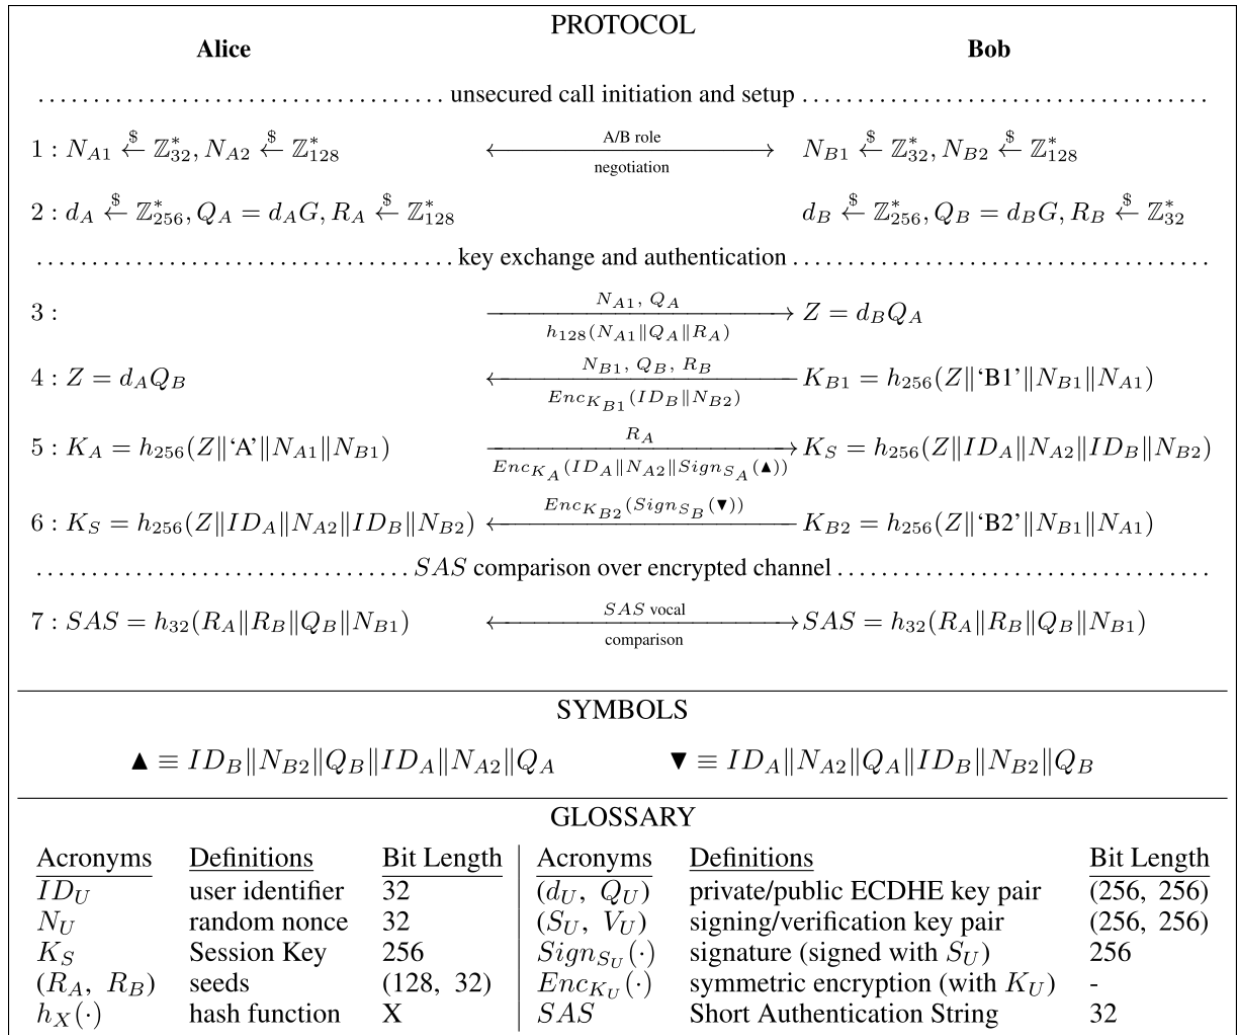 PROTOCOL
Alice Bob
unsecured call initiation and setup
1 : N_{A1} ←$ ℤ*_{32}, N_{A2} ←$ ℤ*_{128} A/B role negotiation N_{B1} ←$ ℤ*_{32}, N_{B2} ←$ ℤ*_{128}
2 : d_A ←$ ℤ*_{256}, Q_A = d_A G, R_A ←$ ℤ*_{128} d_B ←$ ℤ*_{256}, Q_B = d_B G, R_B ←$ ℤ*_{32}
key exchange and authentication
3 : N_{A1}, Q_A h_{128}(N_{A1}‖Q_A‖R_A) Z = d_B Q_A
4 : Z = d_A Q_B N_{B1}, Q_B, R_B Enc_{K_{B1}}(ID_B‖N_{B2}) K_{B1} = h_{256}(Z‖‘B1’‖N_{B1}‖N_{A1})
5 : K_A = h_{256}(Z‖‘A’‖N_{A1}‖N_{B1}) R_A Enc_{K_A}(ID_A‖N_{A2}‖Sign_{S_A}(▲)) K_S = h_{256}(Z‖ID_A‖N_{A2}‖ID_B‖N_{B2})
6 : K_S = h_{256}(Z‖ID_A‖N_{A2}‖ID_B‖N_{B2}) Enc_{K_{B2}}(Sign_{S_B}(▼)) K_{B2} = h_{256}(Z‖‘B2’‖N_{B1}‖N_{A1})
SAS comparison over encrypted channel
7 : SAS = h_{32}(R_A‖R_B‖Q_B‖N_{B1}) SAS vocal comparison SAS = h_{32}(R_A‖R_B‖Q_B‖N_{B1})
SYMBOLS
▲ ≡ ID_B‖N_{B2}‖Q_B‖ID_A‖N_{A2}‖Q_A ▼ ≡ ID_A‖N_{A2}‖Q_A‖ID_B‖N_{B2}‖Q_B
GLOSSARY
Acronyms Definitions Bit Length Acronyms Definitions Bit Length
ID_U user identifier 32 (d_U, Q_U) private/public ECDHE key pair (256, 256)
N_U random nonce 32 (S_U, V_U) signing/verification key pair (256, 256)
K_S Session Key 256 Sign_{S_U}(·) signature (signed with S_U) 256
(R_A, R_B) seeds (128, 32) Enc_{K_U}(·) symmetric encryption (with K_U) -
h_X(·) hash function X SAS Short Authentication String 32